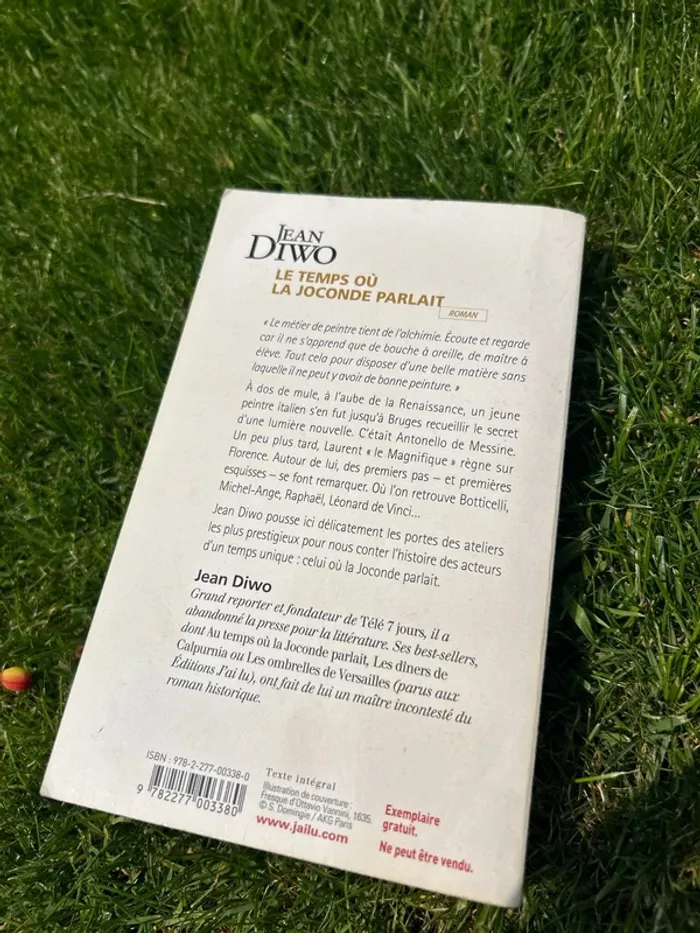 JEAN
DIWO
LE TEMPS OÙ
LA JOCONDE PARLAIT
ROMAN
« Le métier de peintre tient de l'alchimie. Écoute et regarde
car il ne s'apprend que de bouche à oreille, de maître à
élève. Tout cela pour disposer d'une belle matière sans
laquelle il ne peut y avoir de bonne peinture. »
À dos de mule, à l'aube de la Renaissance, un jeune
peintre italien s'en fut jusqu'à Bruges recueillir le secret
d'une lumière nouvelle. C'était Antonello de Messine.
Un peu plus tard, Laurent « le Magnifique » règne sur
Florence. Autour de lui, des premiers pas – et premières
esquisses – se font remarquer. Où l'on retrouve Botticelli,
Michel-Ange, Raphaël, Léonard de Vinci...
Jean Diwo pousse ici délicatement les portes des ateliers
les plus prestigieux pour nous conter l'histoire des acteurs
d'un temps unique : celui où la Joconde parlait.
Jean Diwo
Grand reporter et fondateur de Télé 7 jours, il a
abandonné la presse pour la littérature. Ses best-sellers,
dont Au temps où la Joconde parlait, Les dîners de
Calpurnia ou Les ombrelles de Versailles (parus aux
Éditions J'ai lu), ont fait de lui un maître incontesté du
roman historique.
ISBN : 978-2-277-00338-0
9 782277 003380
Texte intégral
Illustration de couverture :
Fresque d'Ottavio Vannini, 1635.
© S. Domingie / AKG Paris
www.jailu.com
Exemplaire
gratuit.
Ne peut être vendu.